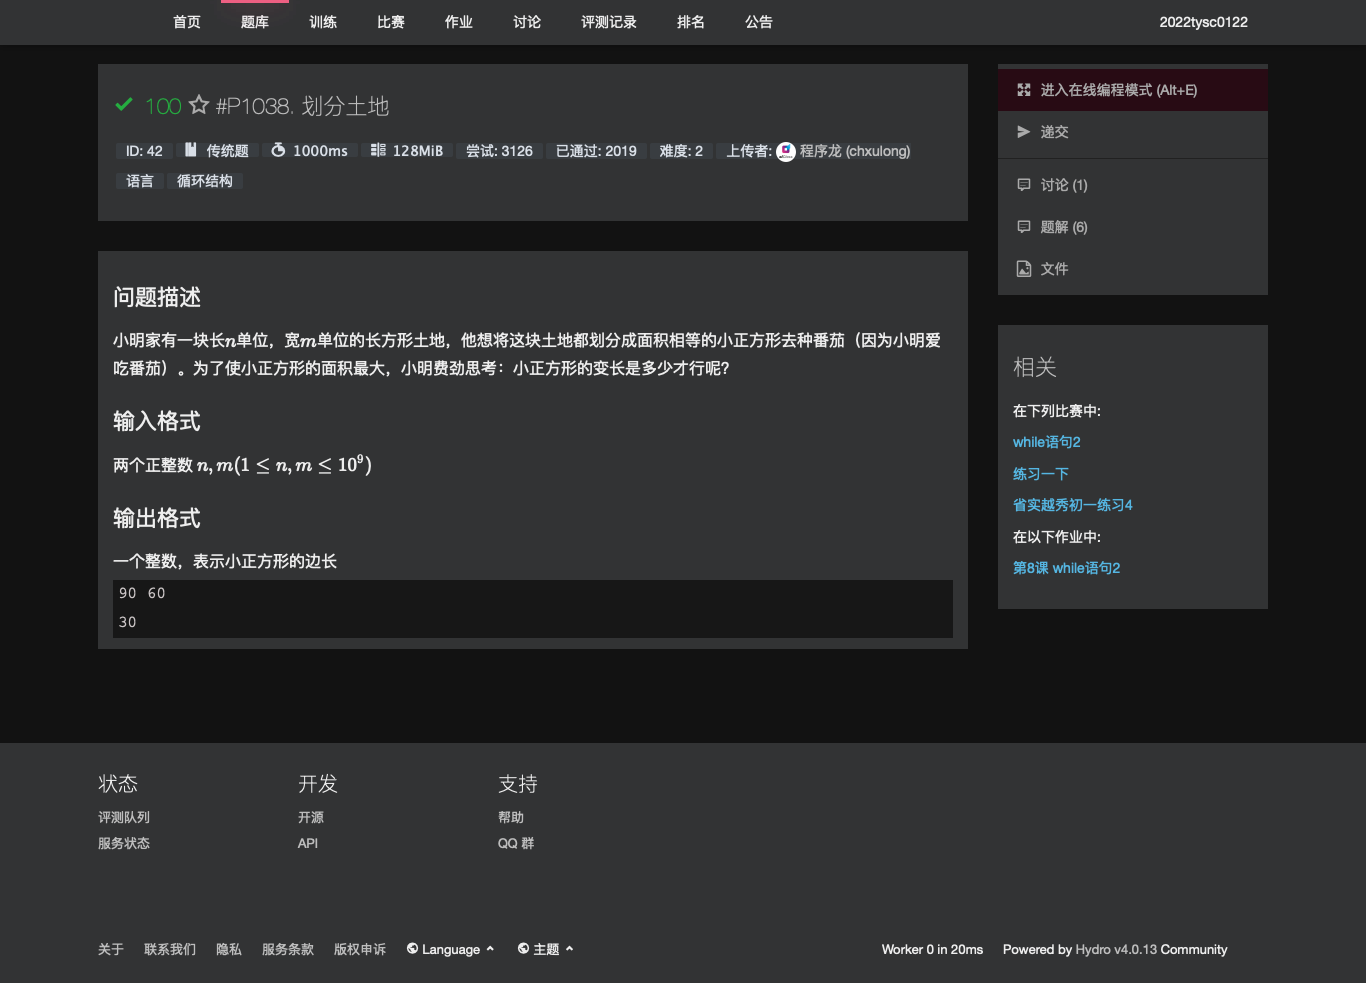 首页 题库 训练 比赛 作业 讨论 评测记录 排名 公告 2022tysc0122
100 #P1038. 划分土地
ID: 42 传统题 1000ms 128MiB 尝试: 3126 已通过: 2019 难度: 2 上传者: 程序龙 (chxulong)
语言 循环结构
问题描述
小明家有一块长n单位，宽m单位的长方形土地，他想将这块土地都划分成面积相等的小正方形去种番茄（因为小明爱
吃番茄）。为了使小正方形的面积最大，小明费劲思考：小正方形的变长是多少才行呢？
输入格式
两个正整数 n, m(1 ≤ n, m ≤ 10⁹)
输出格式
一个整数，表示小正方形的边长
90 60
30
进入在线编程模式 (Alt+E)
递交
讨论 (1)
题解 (6)
文件
相关
在下列比赛中:
while语句2
练习一下
省实越秀初一练习4
在以下作业中:
第8课 while语句2
状态 开发 支持
评测队列 开源 帮助
服务状态 API QQ 群
关于 联系我们 隐私 服务条款 版权申诉 Language 主题 Worker 0 in 20ms Powered by Hydro v4.0.13 Community